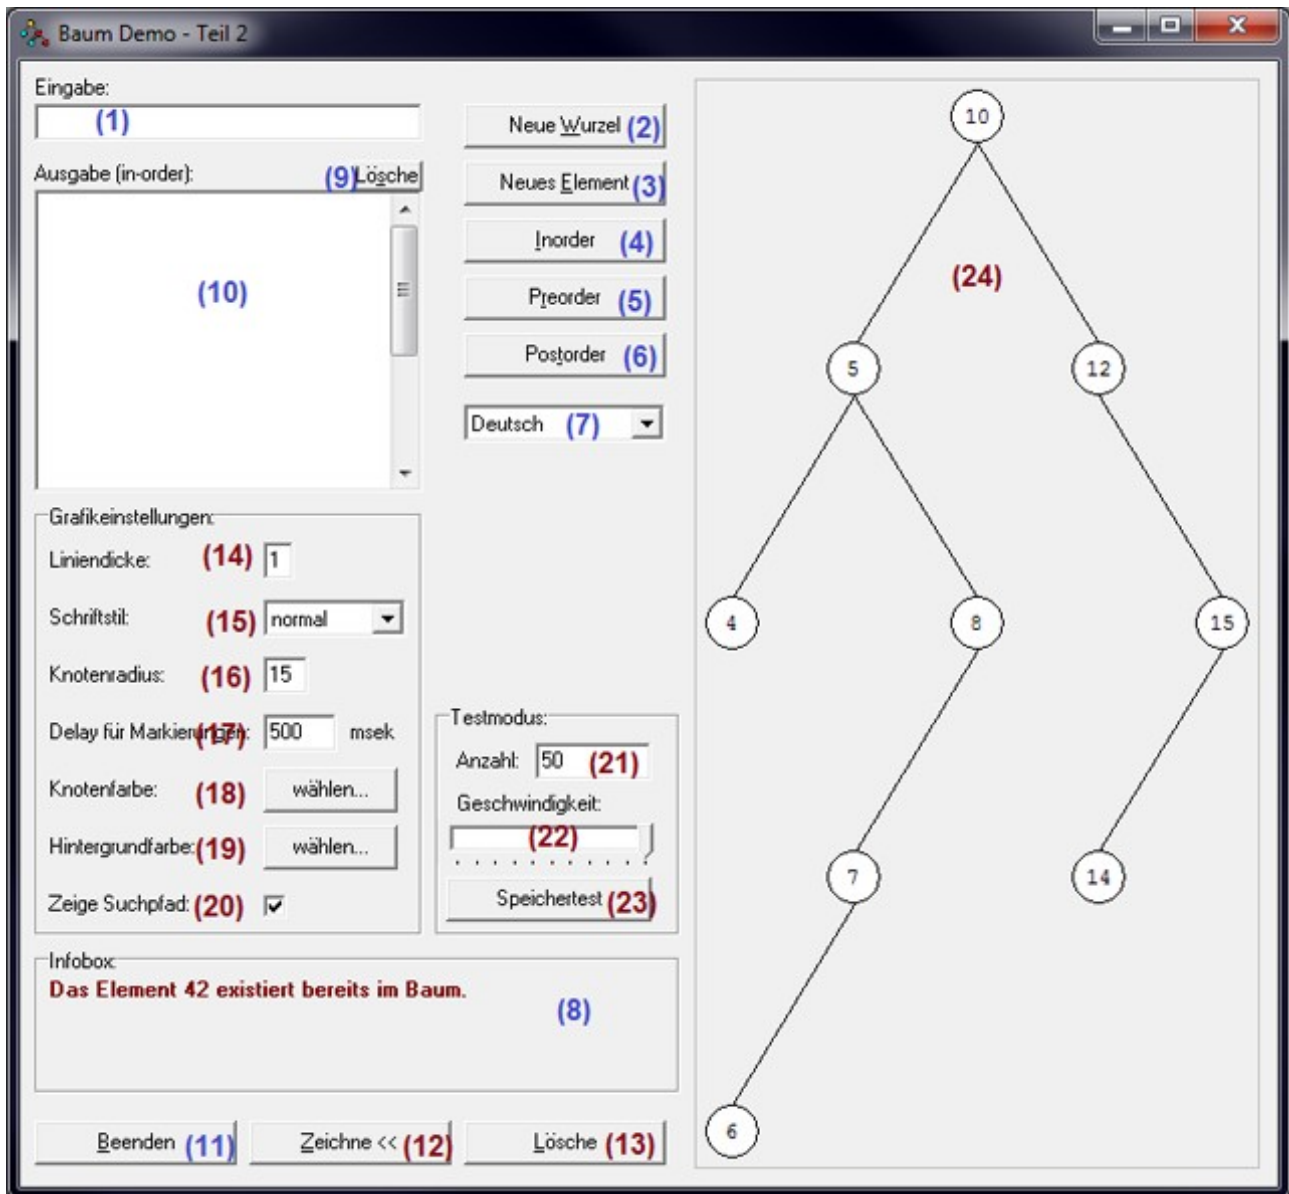 Baum Demo - Teil 2
Eingabe:
(1)
Neue Wurzel (2)
Ausgabe (in-order):
(9) Lösche
Neues Element (3)
(10)
Inorder (4)
Preorder (5)
Postorder (6)
Deutsch (7)
Grafikeinstellungen:
Liniendicke: (14) 1
Schriftstil: (15) normal
Knotenradius: (16) 15
Delay für Markierungen: (17) 500 msek
Knotenfarbe: (18) wählen...
Hintergrundfarbe: (19) wählen...
Zeige Suchpfad: (20)
Testmodus:
Anzahl: 50 (21)
Geschwindigkeit:
(22)
Speichertest (23)
Infobox:
Das Element 42 existiert bereits im Baum.
(8)
Beenden (11)
Zeichne << (12)
Lösche (13)
10
(24)
5
12
4
8
15
7
14
6